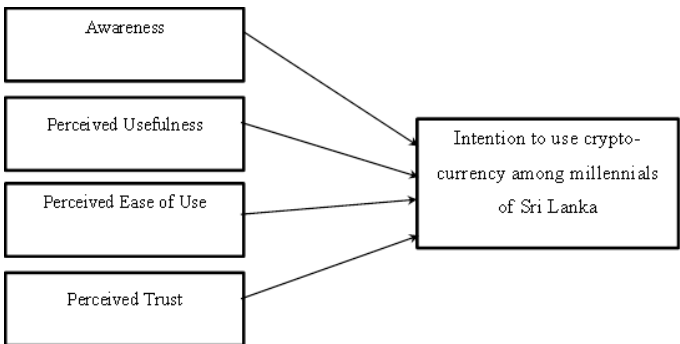 Awareness
Perceived Usefulness
Perceived Ease of Use
Perceived Trust
Intention to use crypto-
currency among millennials
of Sri Lanka